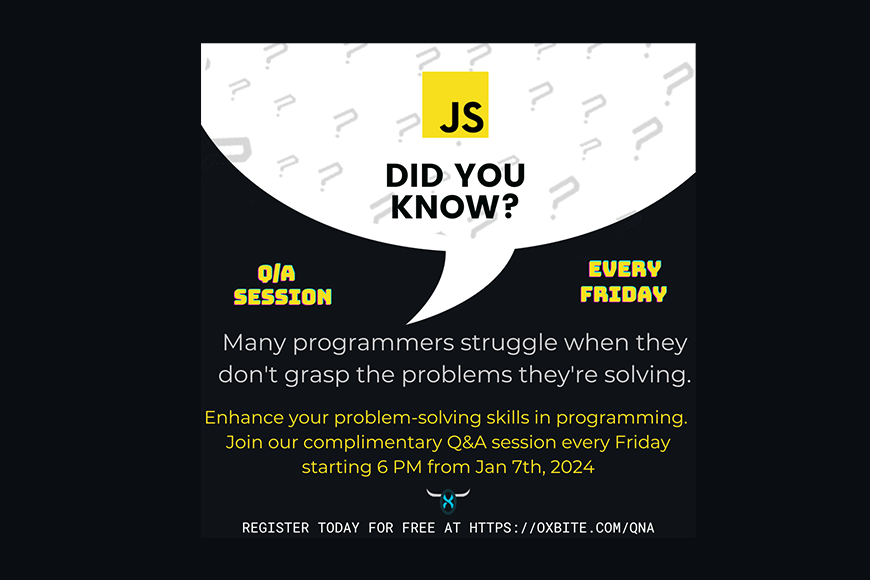 JS
DID YOU
KNOW?
Q/A
SESSION
EVERY
FRIDAY
Many programmers struggle when they
don't grasp the problems they're solving.
Enhance your problem-solving skills in programming.
Join our complimentary Q&A session every Friday
starting 6 PM from Jan 7th, 2024
REGISTER TODAY FOR FREE AT HTTPS://OXBITE.COM/QNA